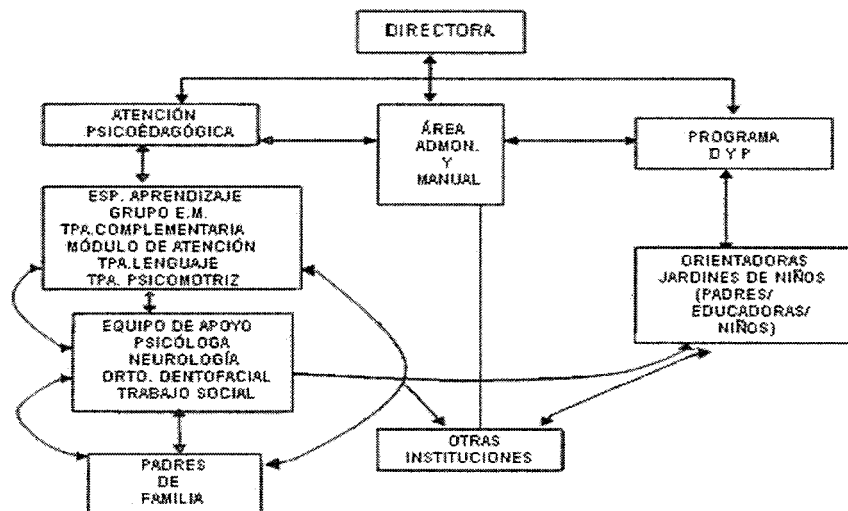 DIRECTORA
ATENCIÓN
PSICOÈDAGÓGICA
ÁREA
ADMON.
Y
MANUAL
PROGRAMA
D Y P
ESP. APRENDIZAJE
GRUPO E.M.
TPA.COMPLEMENTARIA
MÓDULO DE ATENCIÓN
TPA.LENGUAJE
TPA. PSICOMOTRIZ
ORIENTADORAS
JARDINES DE NIÑOS
(PADRES/
EDUCADORAS/
NIÑOS)
EQUIPO DE APOYO
PSICÓLOGA
NEUROLOGÍA
ORTO. DENTOFACIAL
TRABAJO SOCIAL
OTRAS
INSTITUCIONES
PADRES
DE
FAMILIA